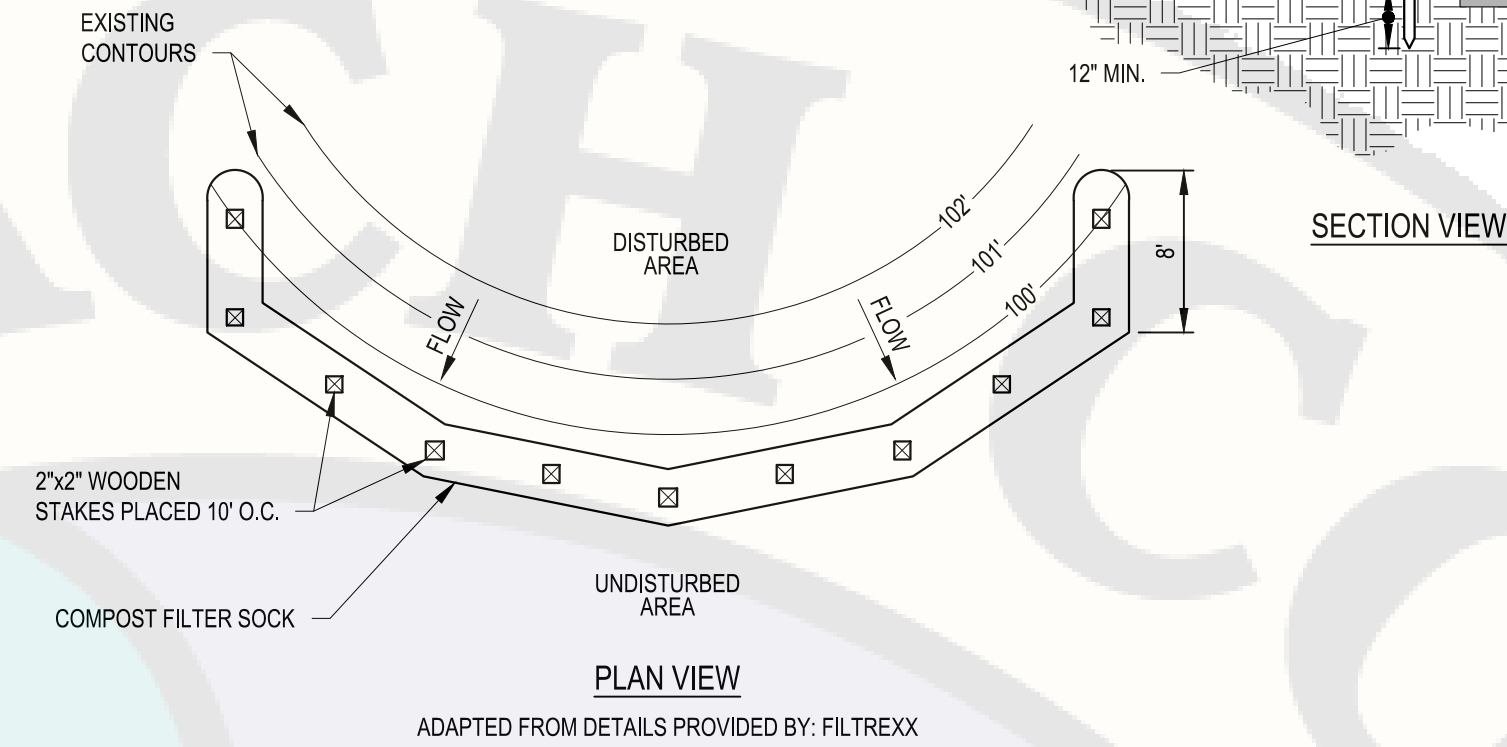 EXISTING
CONTOURS
12" MIN.
SECTION VIEW
102'
101'
100'
8'
DISTURBED
AREA
FLOW
FLOW
2"x2" WOODEN
STAKES PLACED 10' O.C.
COMPOST FILTER SOCK
UNDISTURBED
AREA
PLAN VIEW
ADAPTED FROM DETAILS PROVIDED BY: FILTREXX